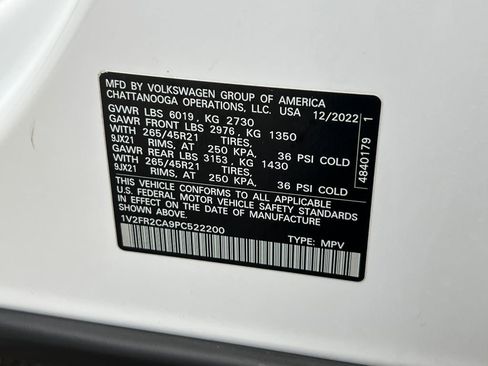 MFD BY VOLKSWAGEN GROUP OF AMERICA
CHATTANOOGA OPERATIONS, LLC. USA 12/2022
GVWR LBS 6019, KG 2730
GAWR FRONT LBS 2976, KG 1350
WITH 265/45R21 TIRES,
9JX21 RIMS, AT 250 KPA, 36 PSI COLD
GAWR REAR LBS 3153, KG 1430
WITH 265/45R21 TIRES,
9JX21 RIMS, AT 250 KPA, 36 PSI COLD
THIS VEHICLE CONFORMS TO ALL APPLICABLE
U.S. FEDERAL MOTOR VEHICLE SAFETY STANDARDS
IN EFFECT ON THE DATE OF MANUFACTURE
SHOWN ABOVE.
1V2FR2CA9PC522200 TYPE: MPV
4840179 1